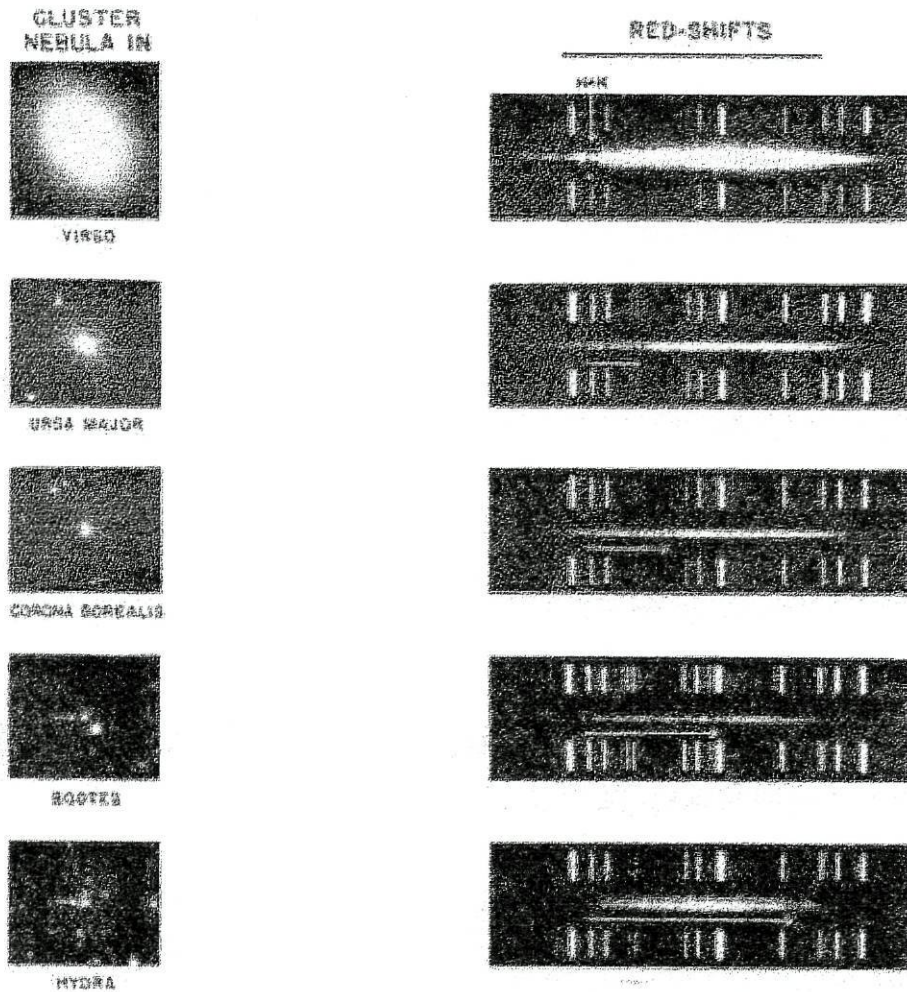 CLUSTER
NEBULA IN
RED-SHIFTS
H+K
VIRGO
URSA MAJOR
CORONA BOREALIS
BOOTES
HYDRA